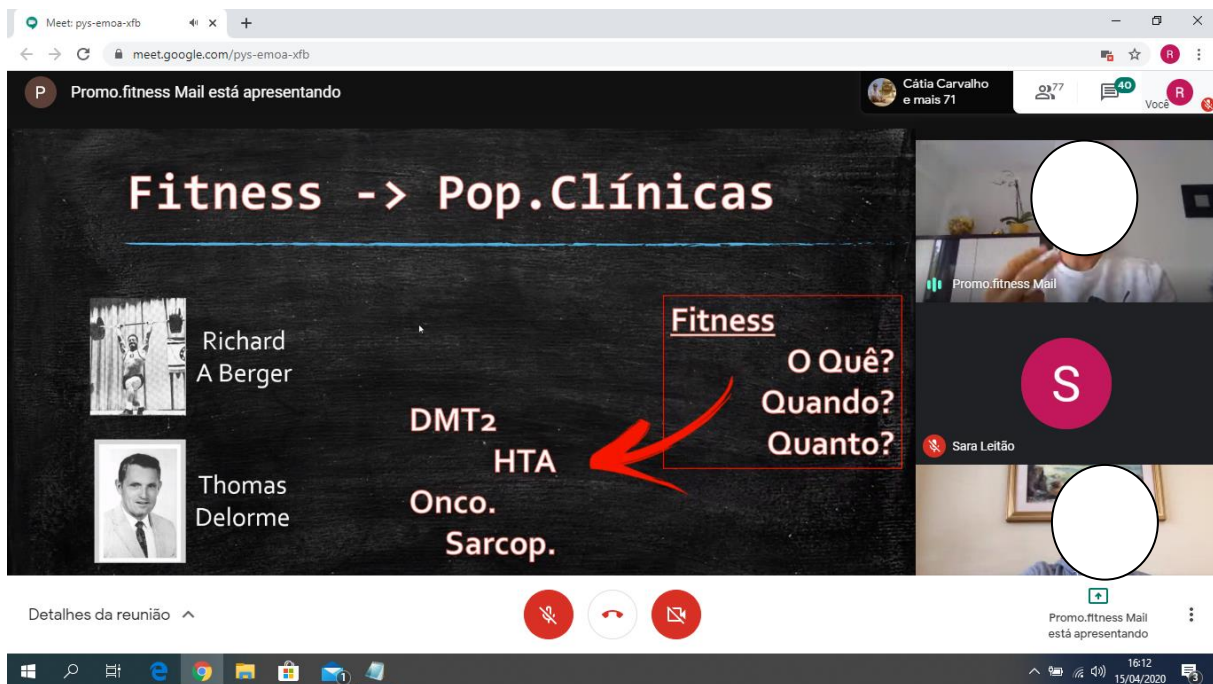 Meet: pys-emoa-xfb
meet.google.com/pys-emoa-xfb
R
P
Promo.fitness Mail está apresentando
Cátia Carvalho
e mais 71
77
40
Você
R
Fitness -> Pop.Clínicas
Richard
A Berger
Thomas
Delorme
DMT2
HTA
Onco.
Sarcop.
Fitness
O Quê?
Quando?
Quanto?
Promo.fitness Mail
S
Sara Leitão
Detalhes da reunião
Promo.fitness Mail
está apresentando
1
16:12
15/04/2020
3